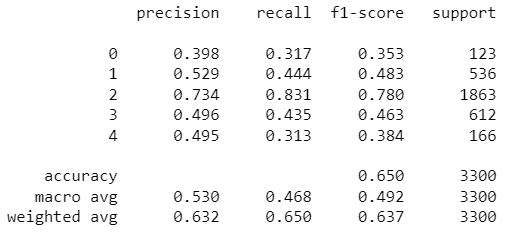 precision recall f1-score support
0 0.398 0.317 0.353 123
1 0.529 0.444 0.483 536
2 0.734 0.831 0.780 1863
3 0.496 0.435 0.463 612
4 0.495 0.313 0.384 166
accuracy 0.650 3300
macro avg 0.530 0.468 0.492 3300
weighted avg 0.632 0.650 0.637 3300